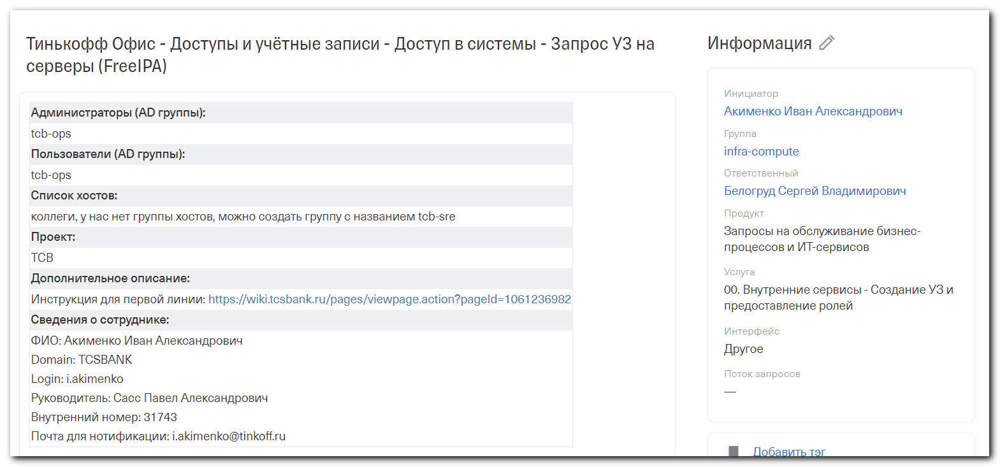 Тинькофф Офис - Доступы и учётные записи - Доступ в системы - Запрос УЗ на
серверы (FreeIPA)
Администраторы (AD группы):
tcb-ops
Пользователи (AD группы):
tcb-ops
Список хостов:
коллеги, у нас нет группы хостов, можно создать группу с названием tcb-sre
Проект:
TCB
Дополнительное описание:
Инструкция для первой линии: https://wiki.tcsbank.ru/pages/viewpage.action?pageId=1061236982
Сведения о сотруднике:
ФИО: Акименко Иван Александрович
Domain: TCSBANK
Login: i.akimenko
Руководитель: Сасс Павел Александрович
Внутренний номер: 31743
Почта для нотификации: i.akimenko@tinkoff.ru
Информация
Инициатор
Акименко Иван Александрович
Группа
infra-compute
Ответственный
Белогруд Сергей Владимирович
Продукт
Запросы на обслуживание бизнес-
процессов и ИТ-сервисов
Услуга
00. Внутренние сервисы - Создание УЗ и
предоставление ролей
Интерфейс
Другое
Поток запросов
—
Добавить тэг